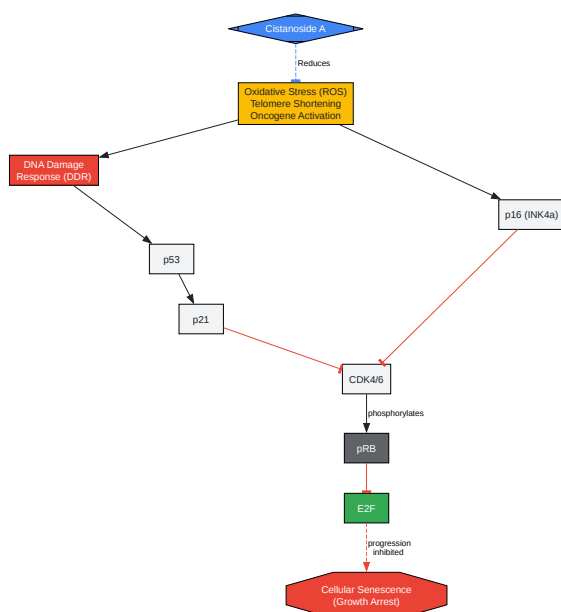 Cistanoside A
Reduces
Oxidative Stress (ROS)
Telomere Shortening
Oncogene Activation
DNA Damage
Response (DDR)
p16 (INK4a)
p53
p21
CDK4/6
phosphorylates
pRB
E2F
progression
inhibited
Cellular Senescence
(Growth Arrest)